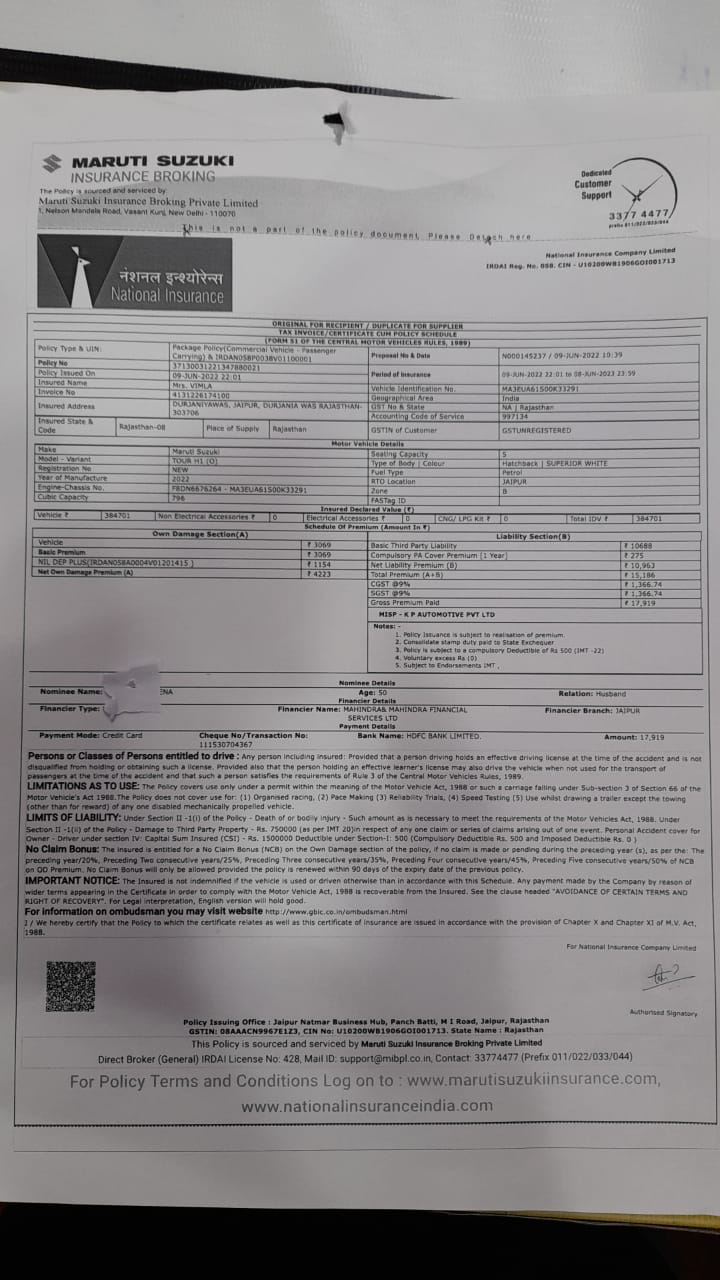 MARUTI SUZUKI
INSURANCE BROKING
The Policy is sourced and serviced by
Maruti Suzuki Insurance Broking Private Limited
1, Nelson Mandela Road, Vasant Kunj, New Delhi - 110070
Dedicated
Customer
Support
3377 4477
prefix 011/022/033/044
This is not a part of the policy document, Please Detach here
नेशनल इन्श्योरेन्स
National Insurance
National Insurance Company Limited
IRDAI Reg. No. 058. CIN - U10200WB1906GOI001713
ORIGINAL FOR RECIPIENT / DUPLICATE FOR SUPPLIER
TAX INVOICE/CERTIFICATE CUM POLICY SCHEDULE
(FORM 51 OF THE CENTRAL MOTOR VEHICLES RULES, 1989)
Policy Type & UIN: Package Policy(Commercial Vehicle - Passenger Carrying) & IRDAN058P0038V01100001
Proposal No & Date N000145237 / 09-JUN-2022 10:39
Policy No 37130031221347880021
Policy Issued On 09-JUN-2022 22:01
Period of Insurance 09-JUN-2022 22:01 to 08-JUN-2023 23:59
Insured Name Mrs. VIMLA
Vehicle Identification No. MA3EUA61S00K33291
Invoice No 4131226174100
Geographical Area India
Insured Address DURJANIYAWAS, JAIPUR, DURJANIA WAS RAJASTHAN-303706
GST No & State NA | Rajasthan
Accounting Code of Service 997134
Insured State & Code Rajasthan-08 Place of Supply Rajasthan
GSTIN of Customer GSTUNREGISTERED
Motor Vehicle Details
Make Maruti Suzuki Seating Capacity 5
Model - Variant TOUR H1 (O) Type of Body | Colour Hatchback | SUPERIOR WHITE
Registration No NEW Fuel Type Petrol
Year of Manufacture 2022 RTO Location JAIPUR
Engine-Chassis No. F8DN6676264 - MA3EUA61S00K33291 Zone B
Cubic Capacity 796 FASTag ID
Insured Declared Value (₹)
Vehicle ₹ 384701 Non Electrical Accessories ₹ 0 Electrical Accessories ₹ 0 CNG/ LPG Kit ₹ 0 Total IDV ₹ 384701
Schedule Of Premium (Amount In ₹)
Own Damage Section(A)
Vehicle ₹ 3069
Basic Premium ₹ 3069
NIL DEP PLUS(IRDAN058A0004V01201415 ) ₹ 1154
Net Own Damage Premium (A) ₹ 4223
Liability Section(B)
Basic Third Party Liability ₹ 10688
Compulsory PA Cover Premium [1 Year] ₹ 275
Net Liability Premium (B) ₹ 10,963
Total Premium (A+B) ₹ 15,186
CGST @9% ₹ 1,366.74
SGST @9% ₹ 1,366.74
Gross Premium Paid ₹ 17,919
MISP - K P AUTOMOTIVE PVT LTD
Notes: -
1. Policy Issuance is subject to realisation of premium.
2. Consolidate stamp duty paid to State Exchequer
3. Policy is subject to a compulsory Deductible of Rs 500 (IMT -22)
4. Voluntary excess Rs (0)
5. Subject to Endorsements IMT ,
Nominee Details
Nominee Name: ENA Age: 50 Relation: Husband
Financier Details
Financier Type: Financier Name: MAHINDRA& MAHINDRA FINANCIAL SERVICES LTD Financier Branch: JAIPUR
Payment Details
Payment Mode: Credit Card Cheque No/Transaction No: 111530704367 Bank Name: HDFC BANK LIMITED. Amount: 17,919
Persons or Classes of Persons entitled to drive : Any person including insured: Provided that a person driving holds an effective driving license at the time of the accident and is not
disqualified from holding or obtaining such a license. Provided also that the person holding an effective learner's license may also drive the vehicle when not used for the transport of
passengers at the time of the accident and that such a person satisfies the requirements of Rule 3 of the Central Motor Vehicles Rules, 1989.
LIMITATIONS AS TO USE: The Policy covers use only under a permit within the meaning of the Motor Vehicle Act, 1988 or such a carriage falling under Sub-section 3 of Section 66 of the
Motor Vehicle's Act 1988.The Policy does not cover use for: (1) Organised racing, (2) Pace Making (3) Reliability Trials, (4) Speed Testing (5) Use whilst drawing a trailer except the towing
(other than for reward) of any one disabled mechanically propelled vehicle.
LIMITS OF LIABILITY: Under Section II -1(i) of the Policy - Death of or bodily injury - Such amount as is necessary to meet the requirements of the Motor Vehicles Act, 1988. Under
Section II -1(ii) of the Policy - Damage to Third Party Property - Rs. 750000 (as per IMT 20)in respect of any one claim or series of claims arising out of one event. Personal Accident cover for
Owner - Driver under section IV: Capital Sum Insured (CSI) - Rs. 1500000 Deductible under Section-I: 500 (Compulsory Deductible Rs. 500 and Imposed Deductible Rs. 0 )
No Claim Bonus: The insured is entitled for a No Claim Bonus (NCB) on the Own Damage section of the policy, if no claim is made or pending during the preceding year (s), as per the: The
preceding year/20%, Preceding Two consecutive years/25%, Preceding Three consecutive years/35%, Preceding Four consecutive years/45%, Preceding Five consecutive years/50% of NCB
on OD Premium. No Claim Bonus will only be allowed provided the policy is renewed within 90 days of the expiry date of the previous policy.
IMPORTANT NOTICE: The Insured is not indemnified if the vehicle is used or driven otherwise than in accordance with this Schedule. Any payment made by the Company by reason of
wider terms appearing in the Certificate in order to comply with the Motor Vehicle Act, 1988 is recoverable from the Insured. See the clause headed "AVOIDANCE OF CERTAIN TERMS AND
RIGHT OF RECOVERY". For Legal interpretation, English version will hold good.
For information on ombudsman you may visit website http://www.gbic.co.in/ombudsman.html
I / We hereby certify that the Policy to which the certificate relates as well as this certificate of insurance are issued in accordance with the provision of Chapter X and Chapter XI of M.V. Act,
1988.
For National Insurance Company Limited
Authorised Signatory
Policy Issuing Office : Jaipur Natmar Business Hub, Panch Batti, M I Road, Jaipur, Rajasthan
GSTIN: 08AAACN9967E1Z3, CIN No: U10200WB1906GOI001713. State Name : Rajasthan
This Policy is sourced and serviced by Maruti Suzuki Insurance Broking Private Limited
Direct Broker (General) IRDAI License No: 428, Mail ID: support@mibpl.co.in, Contact: 33774477 (Prefix 011/022/033/044)
For Policy Terms and Conditions Log on to : www.marutisuzukiinsurance.com,
www.nationalinsuranceindia.com